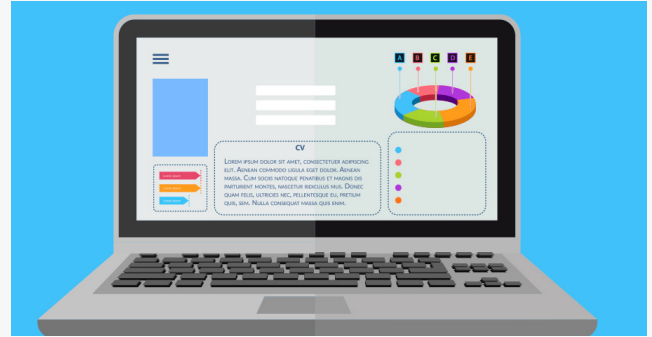 A B C D E
CV
Lorem ipsum dolor sit amet, consectetuer adipiscing
elit. Aenean commodo ligula eget dolor. Aenean
massa. Cum sociis natoque penatibus et magnis dis
parturient montes, nascetur ridiculus mus. Donec
quam felis, ultricies nec, pellentesque eu, pretium
quis, sem. Nulla consequat massa quis enim.